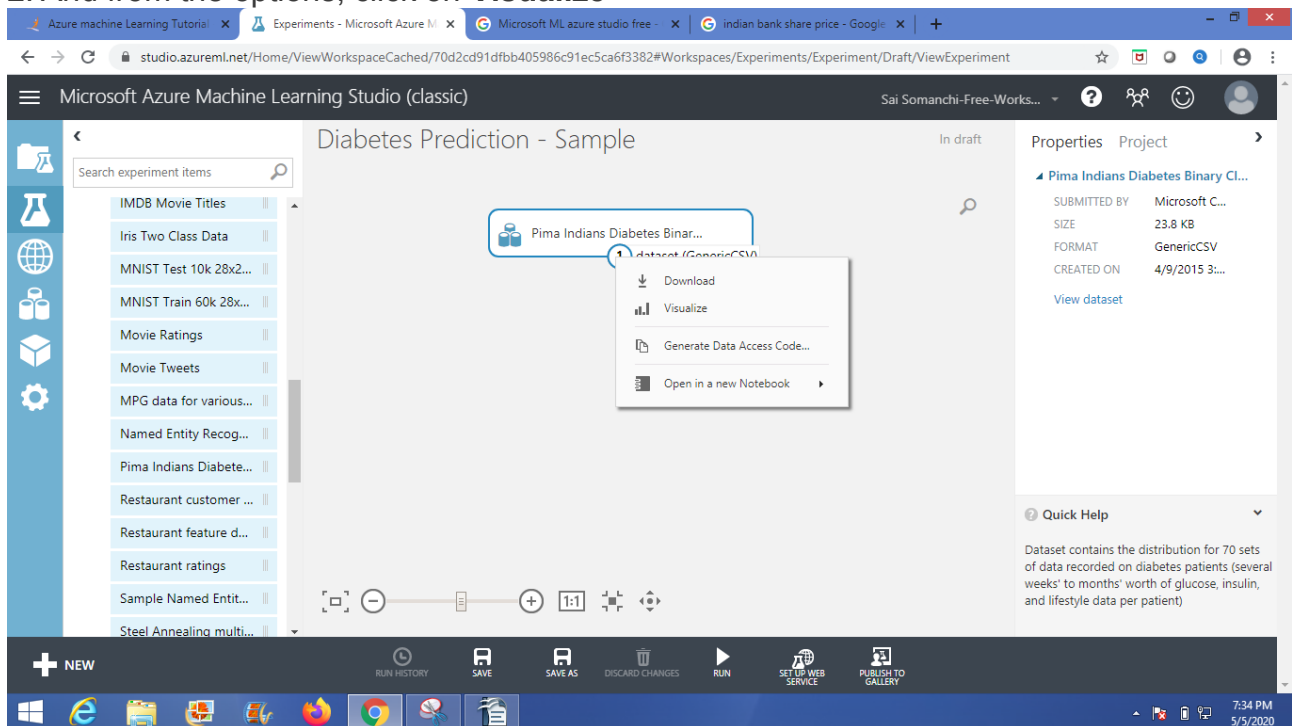 2. And from the options, click on Visualize
Azure machine Learning Tutorial
Experiments - Microsoft Azure M
Microsoft ML azure studio free -
indian bank share price - Google
studio.azureml.net/Home/ViewWorkspaceCached/70d2cd91dfbb405986c91ec5ca6f3382#Workspaces/Experiments/Experiment/Draft/ViewExperiment
Microsoft Azure Machine Learning Studio (classic)
Sai Somanchi-Free-Works...
Search experiment items
IMDB Movie Titles
Iris Two Class Data
MNIST Test 10k 28x2...
MNIST Train 60k 28x...
Movie Ratings
Movie Tweets
MPG data for various...
Named Entity Recog...
Pima Indians Diabete...
Restaurant customer ...
Restaurant feature d...
Restaurant ratings
Sample Named Entit...
Steel Annealing multi...
Diabetes Prediction - Sample
In draft
Pima Indians Diabetes Binar...
1 dataset (GenericCSV)
Download
Visualize
Generate Data Access Code...
Open in a new Notebook
1:1
Properties Project
Pima Indians Diabetes Binary Cl...
SUBMITTED BY Microsoft C...
SIZE 23.8 KB
FORMAT GenericCSV
CREATED ON 4/9/2015 3:...
View dataset
Quick Help
Dataset contains the distribution for 70 sets
of data recorded on diabetes patients (several
weeks' to months' worth of glucose, insulin,
and lifestyle data per patient)
NEW
RUN HISTORY
SAVE
SAVE AS
DISCARD CHANGES
RUN
SET UP WEB
SERVICE
PUBLISH TO
GALLERY
7:34 PM
5/5/2020